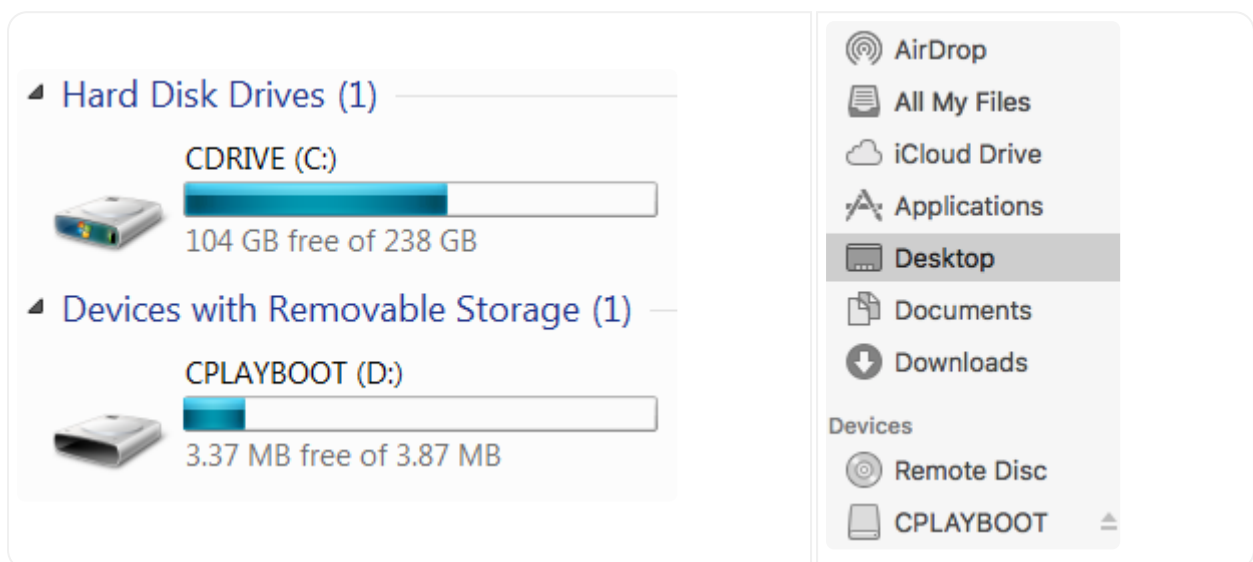 Hard Disk Drives (1)
CDRIVE (C:)
104 GB free of 238 GB
Devices with Removable Storage (1)
CPLAYBOOT (D:)
3.37 MB free of 3.87 MB
AirDrop
All My Files
iCloud Drive
Applications
Desktop
Documents
Downloads
Devices
Remote Disc
CPLAYBOOT